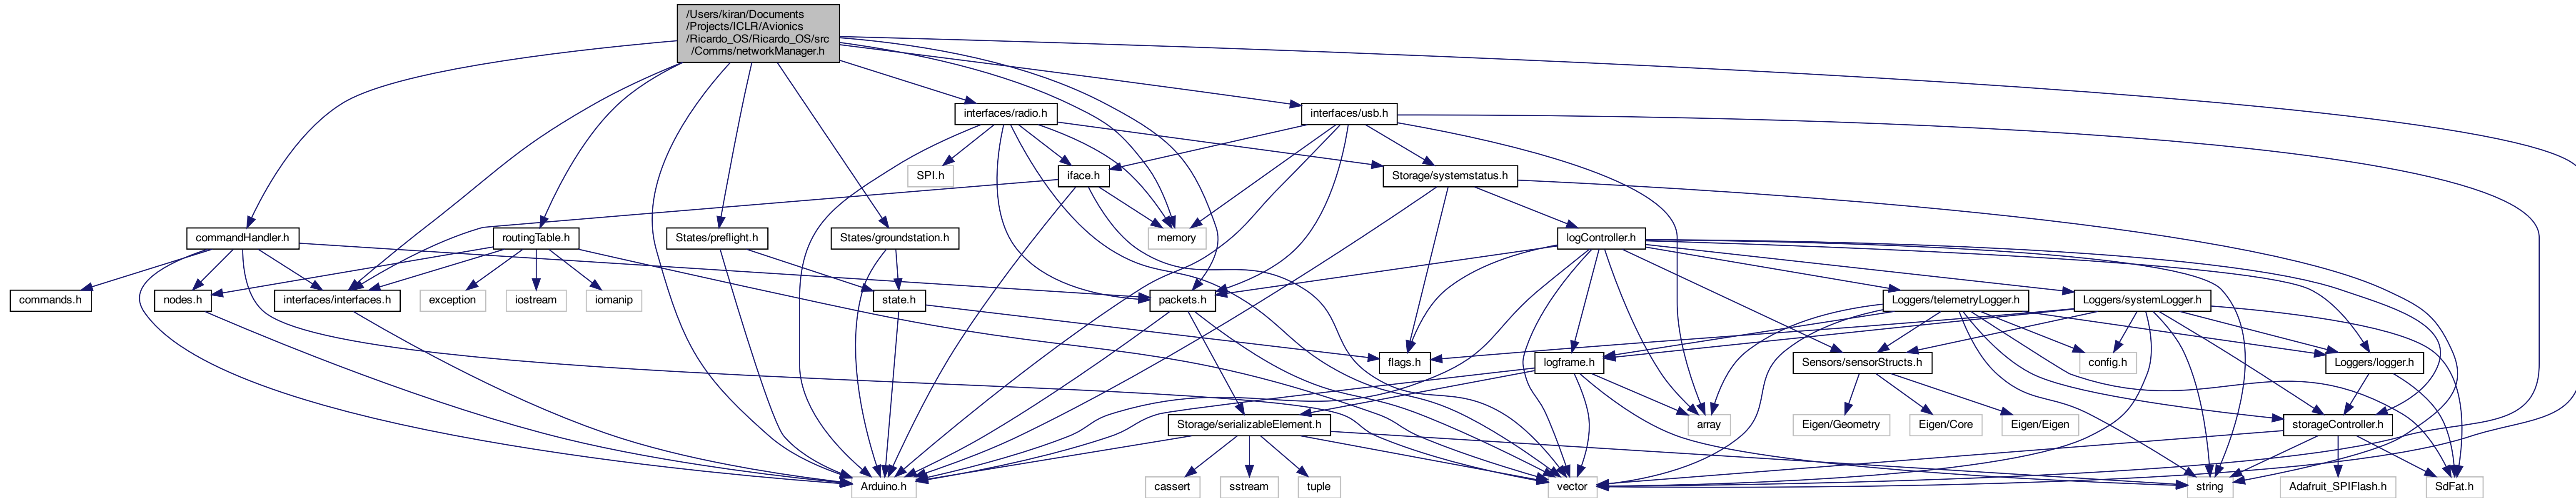 /Users/kiran/Documents
/Projects/ICLR/Avionics
/Ricardo_OS/Ricardo_OS/src
/Comms/networkManager.h
interfaces/radio.h
interfaces/usb.h
SPI.h
iface.h
Storage/systemstatus.h
commandHandler.h
routingTable.h
States/preflight.h
States/groundstation.h
memory
logController.h
commands.h
nodes.h
interfaces/interfaces.h
exception
iostream
iomanip
state.h
packets.h
Loggers/telemetryLogger.h
Loggers/systemLogger.h
flags.h
logframe.h
Sensors/sensorStructs.h
config.h
Loggers/logger.h
Storage/serializableElement.h
array
Eigen/Geometry
Eigen/Core
Eigen/Eigen
storageController.h
Arduino.h
cassert
sstream
tuple
vector
string
Adafruit_SPIFlash.h
SdFat.h